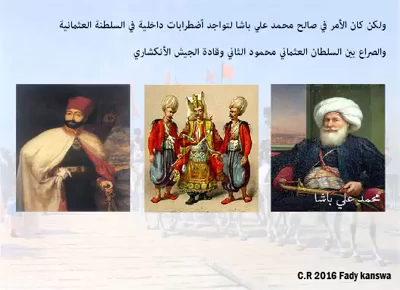 ولكن كان الأمر في صالح محمد علي باشا لتواجد أضطرابات داخلية في السلطنة العثمانية
والصراع بين السلطان العثماني محمود الثاني وقادة الجيش الأنكشاري
محمد علي باشا
C.R 2016 Fady kanswa